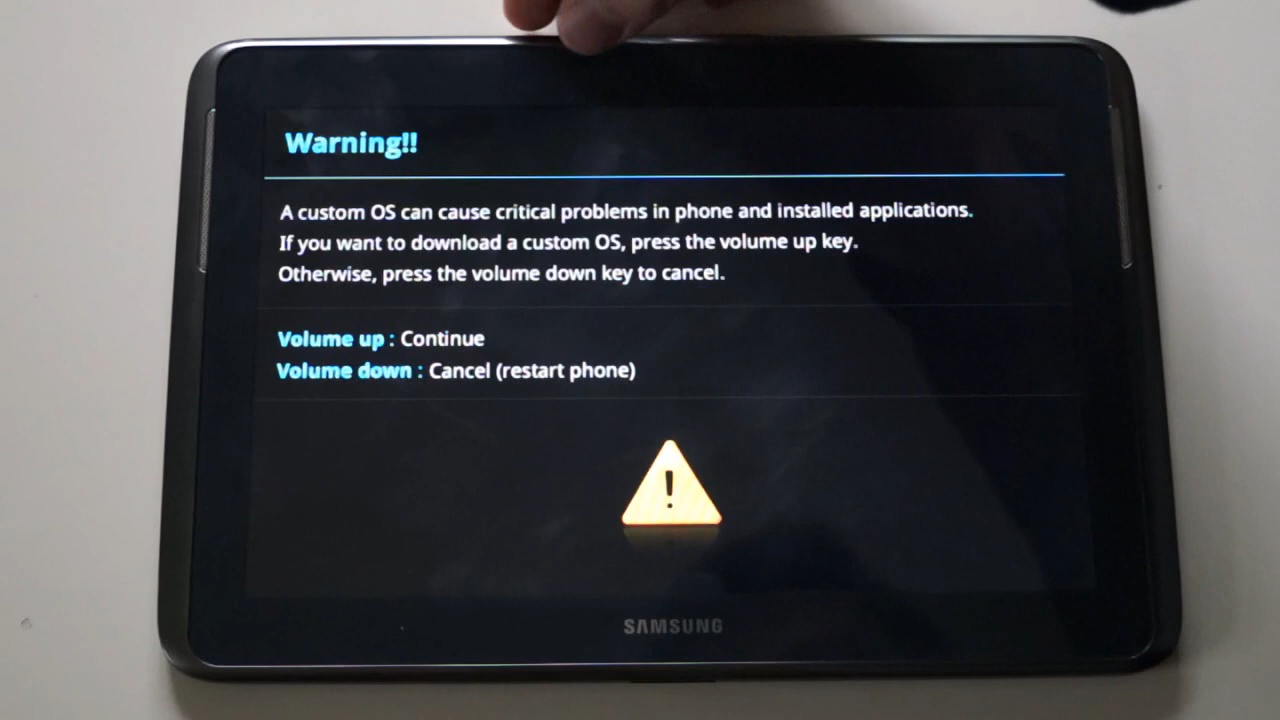 Warning!!
A custom OS can cause critical problems in phone and installed applications.
If you want to download a custom OS, press the volume up key.
Otherwise, press the volume down key to cancel.
Volume up : Continue
Volume down : Cancel (restart phone)
!
SAMSUNG